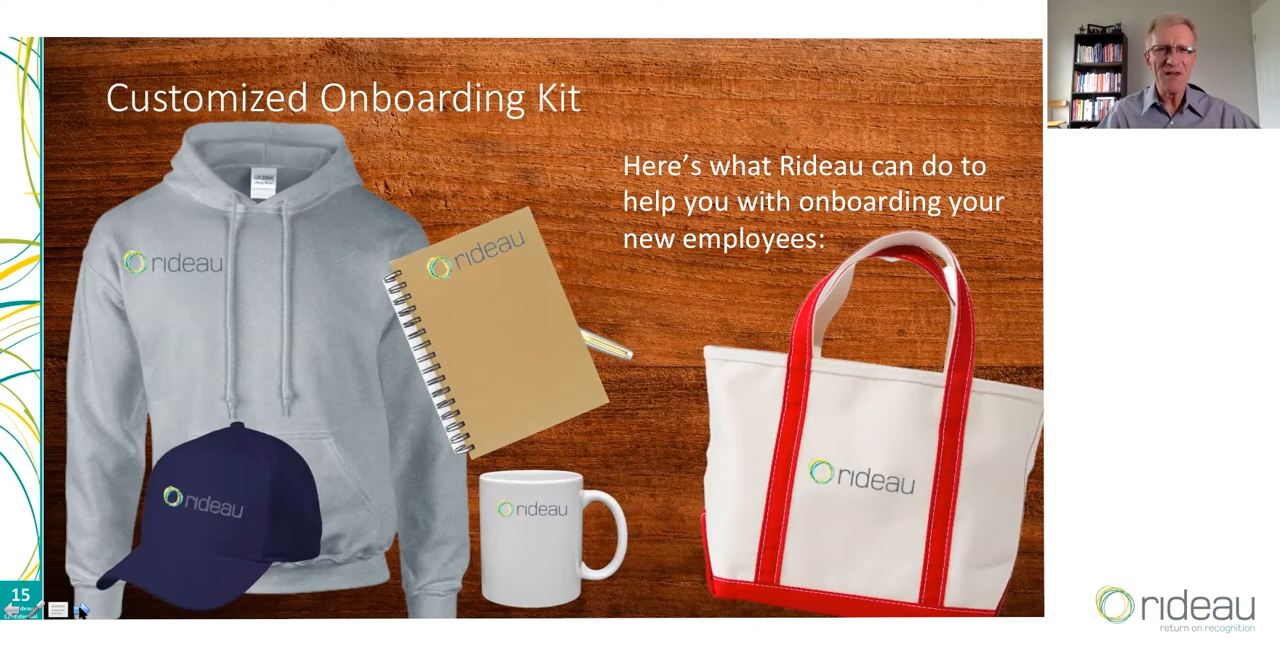 Customized Onboarding Kit
Here’s what Rideau can do to
help you with onboarding your
new employees:
rideau
rideau
rideau
rideau
rideau
15
Confidential
rideau
return on recognition